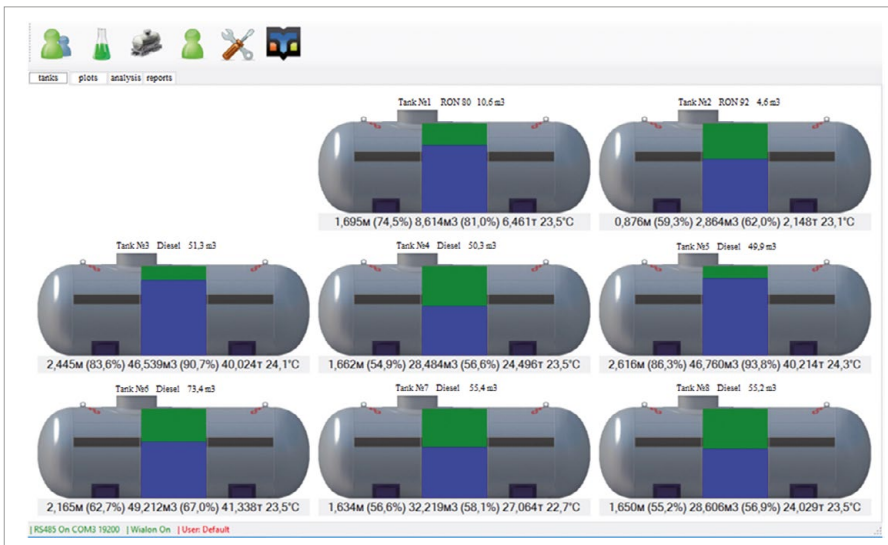 tanks plots analysis reports
Tank №1 RON 80 10,6 m3
Tank №2 RON 92 4,6 m3
1,695м (74,5%) 8,614м3 (81,0%) 6,461т 23,5°C
0,876м (59,3%) 2,864м3 (62,0%) 2,148т 23,1°C
Tank №3 Diesel 51,3 m3
Tank №4 Diesel 50,3 m3
Tank №5 Diesel 49,9 m3
2,445м (83,6%) 46,539м3 (90,7%) 40,024т 24,1°C
1,662м (54,9%) 28,484м3 (56,6%) 24,496т 23,5°C
2,616м (86,3%) 46,760м3 (93,8%) 40,214т 24,3°C
Tank №6 Diesel 73,4 m3
Tank №7 Diesel 55,4 m3
Tank №8 Diesel 55,2 m3
2,165м (62,7%) 49,212м3 (67,0%) 41,338т 23,5°C
1,634м (56,6%) 32,219м3 (58,1%) 27,064т 22,7°C
1,650м (55,2%) 28,606м3 (56,9%) 24,029т 23,5°C
| RS485 On COM3 19200 | Wialon On | User: Default